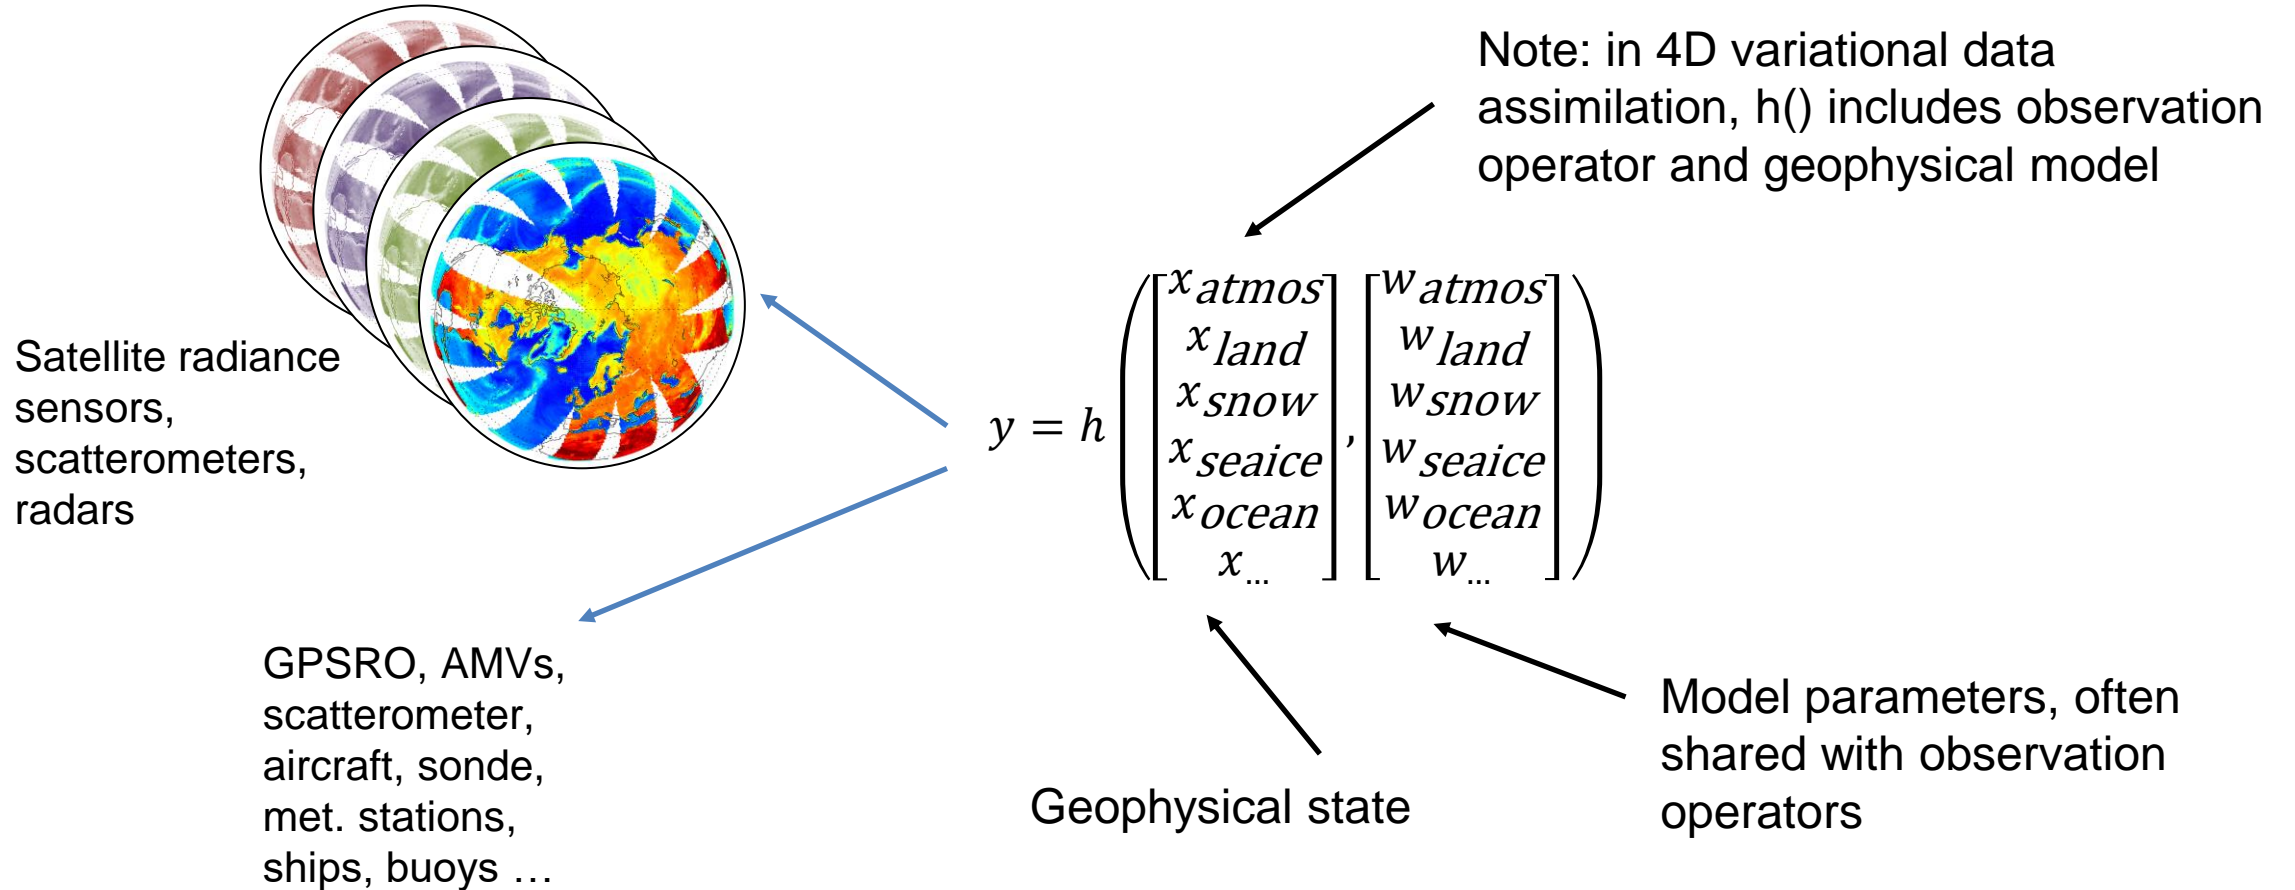 Note: in 4D variational data
assimilation, h() includes observation
operator and geophysical model
Satellite radiance
sensors,
scatterometers,
radars
y = h ( [ x atmos ] , [ w atmos ] )
x land w land
x snow w snow
x seaice w seaice
x ocean w ocean
x ... w ...
GPSRO, AMVs,
scatterometer,
aircraft, sonde,
met. stations,
ships, buoys …
Geophysical state
Model parameters, often
shared with observation
operators